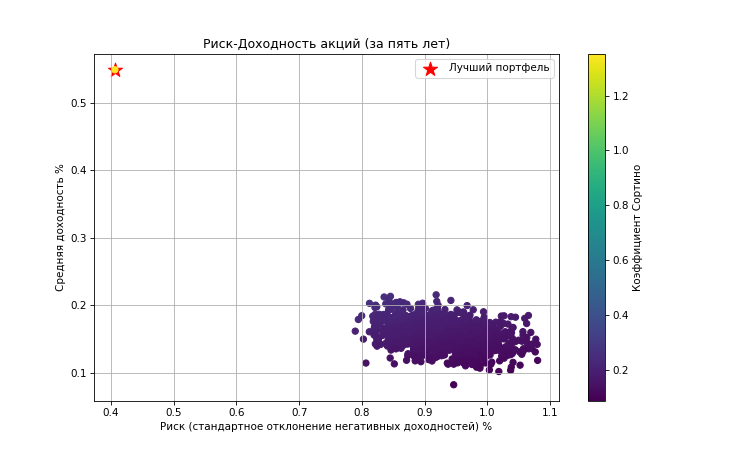 Риск-Доходность акций (за пять лет)
Лучший портфель
Средняя доходность %
0.5
0.4
0.3
0.2
0.1
0.4 0.5 0.6 0.7 0.8 0.9 1.0 1.1
Риск (стандартное отклонение негативных доходностей) %
1.2
1.0
0.8
0.6
0.4
0.2
Коэффициент Сортино